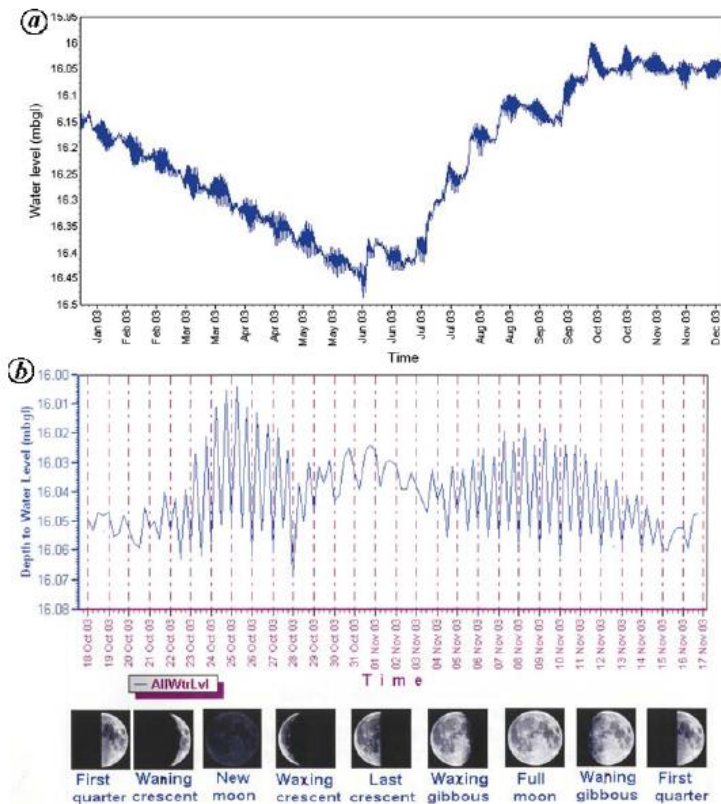 a
15.95
16
16.05
16.1
16.15
16.2
16.25
16.3
16.35
16.4
16.45
16.5
Water level (mbgl)
Jan 03
Feb 03
Feb 03
Mar 03
Mar 03
Apr 03
Apr 03
May 03
May 03
Jun 03
Jun 03
Jul 03
Jul 03
Aug 03
Aug 03
Sep 03
Sep 03
Oct 03
Oct 03
Nov 03
Nov 03
Dec 03
Time
b
16.00
16.01
16.02
16.03
16.04
16.05
16.06
16.07
16.08
Depth to Water Level (mbgl)
18 Oct 03
19 Oct 03
20 Oct 03
21 Oct 03
22 Oct 03
23 Oct 03
24 Oct 03
25 Oct 03
26 Oct 03
27 Oct 03
28 Oct 03
29 Oct 03
30 Oct 03
31 Oct 03
01 Nov 03
02 Nov 03
03 Nov 03
04 Nov 03
05 Nov 03
06 Nov 03
07 Nov 03
08 Nov 03
09 Nov 03
10 Nov 03
11 Nov 03
12 Nov 03
13 Nov 03
14 Nov 03
15 Nov 03
16 Nov 03
17 Nov 03
AllWtrLvl
Time
First quarter
Waning crescent
New moon
Waxing crescent
Last crescent
Waxing gibbous
Full moon
Waning gibbous
First quarter